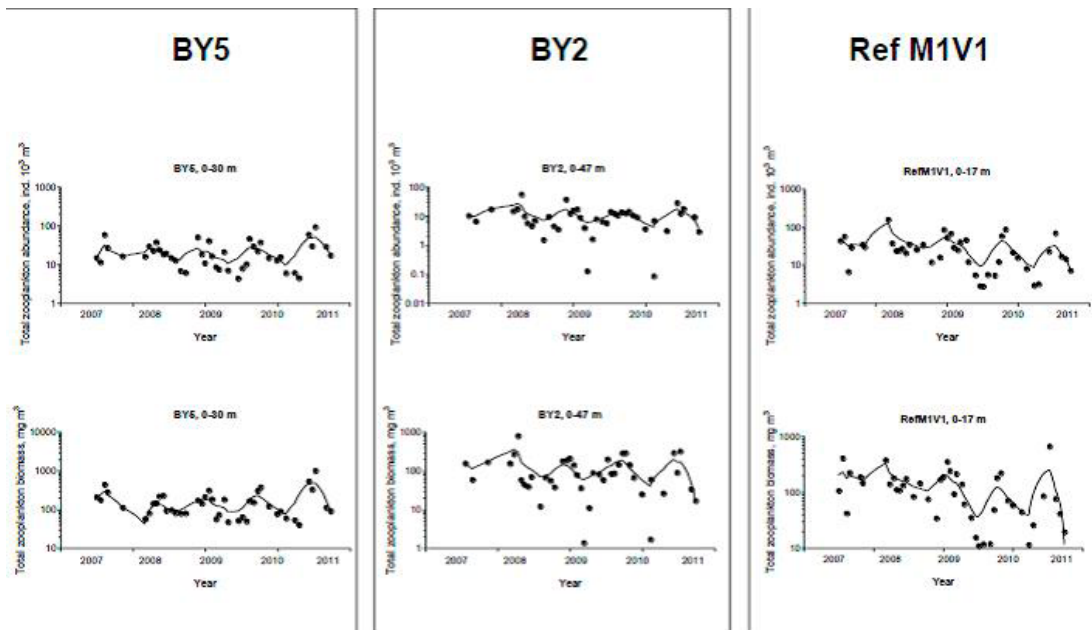 BY5
BY2
Ref M1V1
BY5, 0-30 m
Total zooplankton abundance, ind. 10³ m³
1000
100
10
1
2007 2008 2009 2010 2011
Year
BY2, 0-47 m
Total zooplankton abundance, ind. 10³ m³
100
10
1
0.1
0.01
2007 2008 2009 2010 2011
Year
RefM1V1, 0-17 m
Total zooplankton abundance, ind. 10³ m³
1000
100
10
1
2007 2008 2009 2010 2011
Year
BY5, 0-30 m
Total zooplankton biomass, mg m³
10000
1000
100
10
2007 2008 2009 2010 2011
Year
BY2, 0-47 m
Total zooplankton biomass, mg m³
1000
100
10
1
2007 2008 2009 2010 2011
Year
RefM1V1, 0-17 m
Total zooplankton biomass, mg m³
1000
100
10
2007 2008 2009 2010 2011
Year